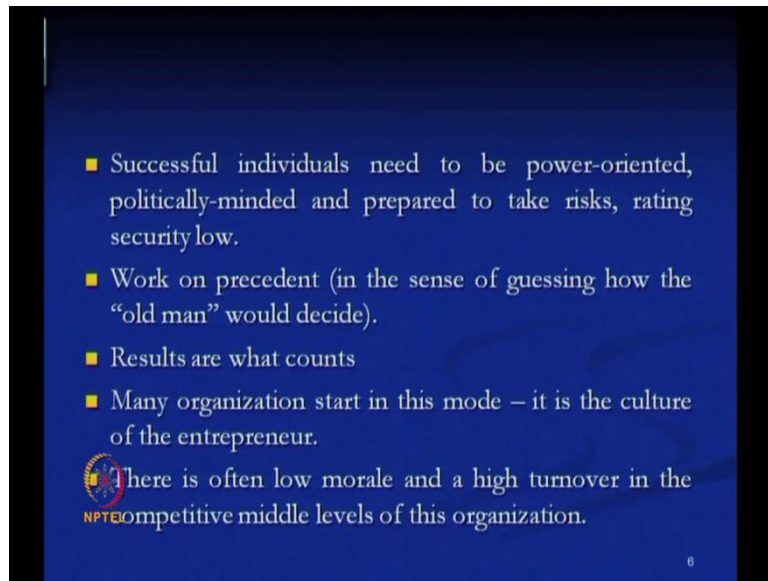 Successful individuals need to be power-oriented,
politically-minded and prepared to take risks, rating
security low.
Work on precedent (in the sense of guessing how the
“old man” would decide).
Results are what counts
Many organization start in this mode – it is the culture
of the entrepreneur.
There is often low morale and a high turnover in the
competitive middle levels of this organization.
NPTEL
6